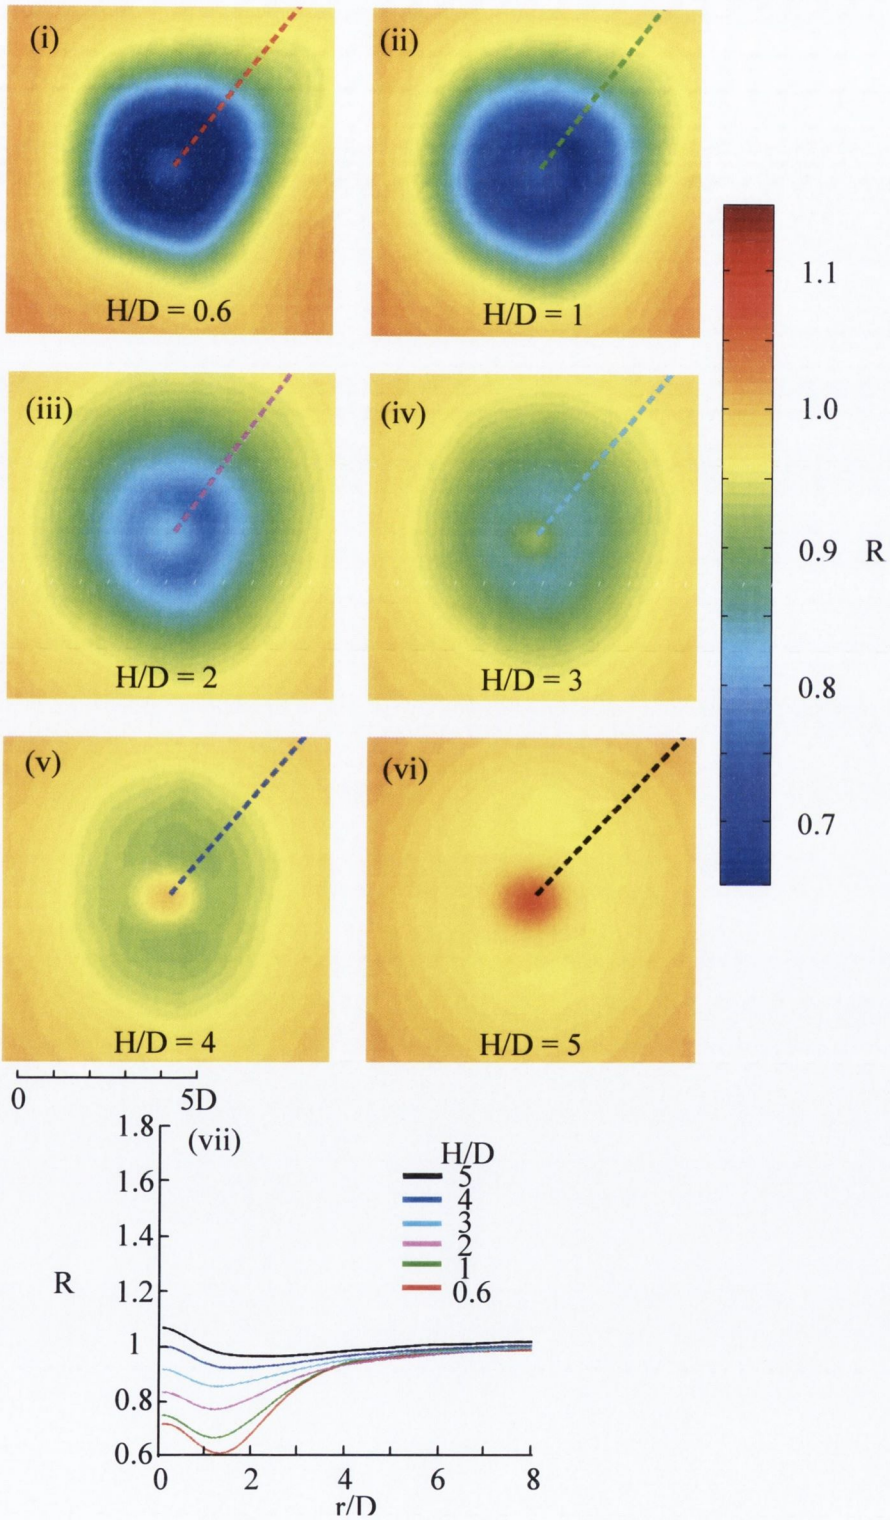 (i)
H/D = 0.6
(ii)
H/D = 1
(iii)
H/D = 2
(iv)
H/D = 3
(v)
H/D = 4
(vi)
H/D = 5
1.1
1.0
0.9 R
0.8
0.7
0 5D
(vii)
1.8
1.6
1.4
1.2
1
0.8
0.6
R
0 2 4 6 8
r/D
H/D
5
4
3
2
1
0.6